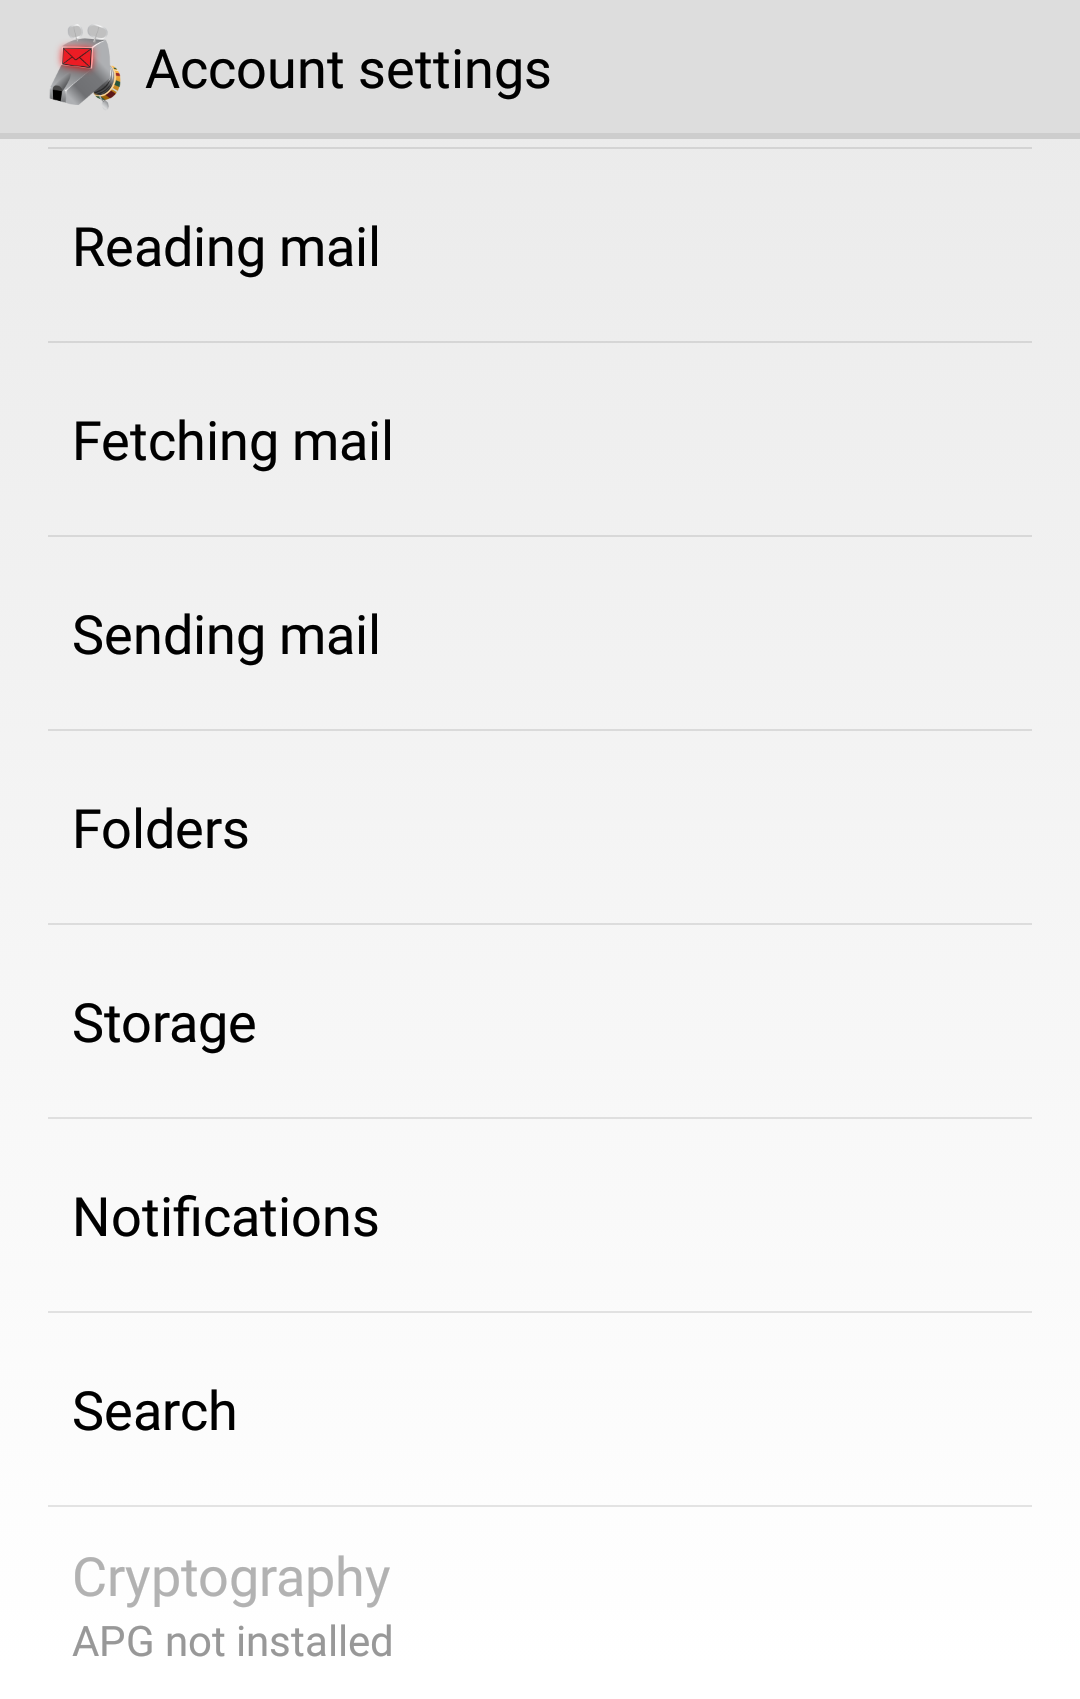 Account settings
Reading mail
Fetching mail
Sending mail
Folders
Storage
Notifications
Search
Cryptography
APG not installed